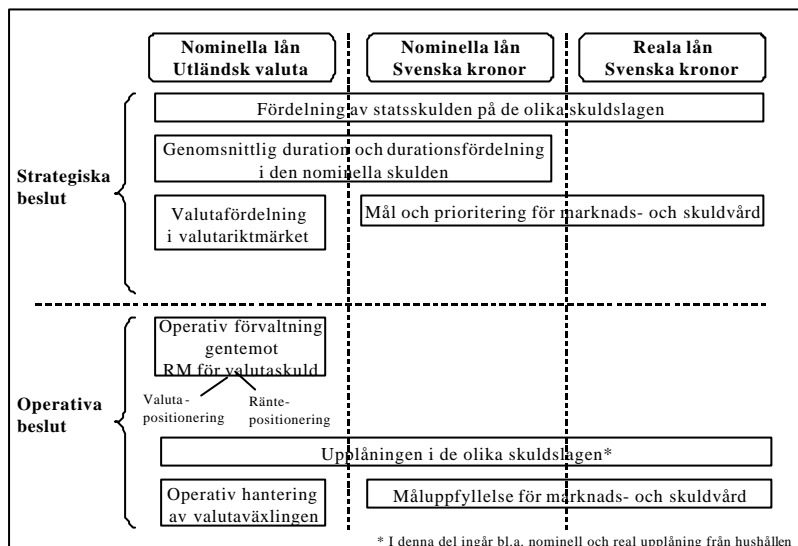 Nominella lån
Utländsk valuta
Nominella lån
Svenska kronor
Reala lån
Svenska kronor
Strategiska
beslut
Fördelning av statsskulden på de olika skuldslagen
Genomsnittlig duration och durationsfördelning
i den nominella skulden
Valutafördelning
i valutariktmärket
Mål och prioritering för marknads- och skuldvård
Operativa
beslut
Operativ förvaltning
gentemot
RM för valutaskuld
Valuta-
positionering
Ränte-
positionering
Upplåningen i de olika skuldslagen*
Operativ hantering
av valutaväxlingen
Måluppfyllelse för marknads- och skuldvård
* I denna del ingår bl.a. nominell och real upplåning från hushållen